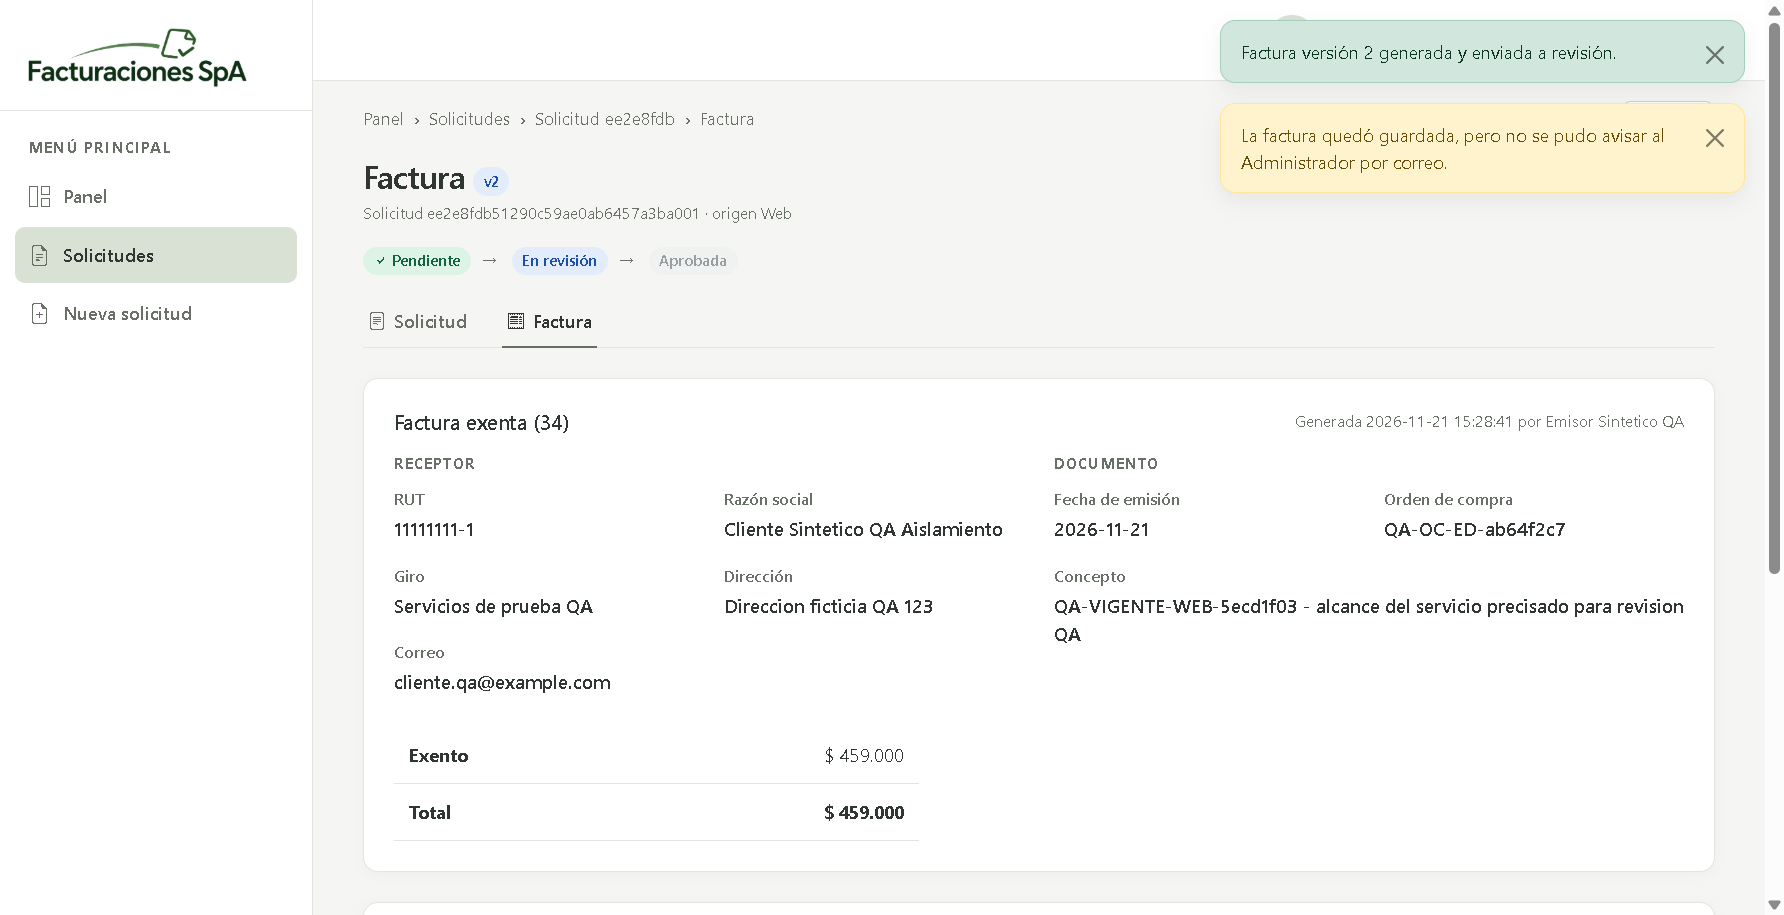 Facturaciones SpA
MENÚ PRINCIPAL
Panel
Solicitudes
Nueva solicitud
Factura versión 2 generada y enviada a revisión.
La factura quedó guardada, pero no se pudo avisar al
Administrador por correo.
Panel › Solicitudes › Solicitud ee2e8fdb › Factura
Factura v2
Solicitud ee2e8fdb51290c59ae0ab6457a3ba001 · origen Web
✓ Pendiente → En revisión → Aprobada
Solicitud Factura
Factura exenta (34)
Generada 2026-11-21 15:28:41 por Emisor Sintetico QA
RECEPTOR
RUT
11111111-1
Razón social
Cliente Sintetico QA Aislamiento
Giro
Servicios de prueba QA
Dirección
Direccion ficticia QA 123
Correo
cliente.qa@example.com
DOCUMENTO
Fecha de emisión
2026-11-21
Orden de compra
QA-OC-ED-ab64f2c7
Concepto
QA-VIGENTE-WEB-5ecd1f03 - alcance del servicio precisado para revision
QA
Exento $ 459.000
Total $ 459.000